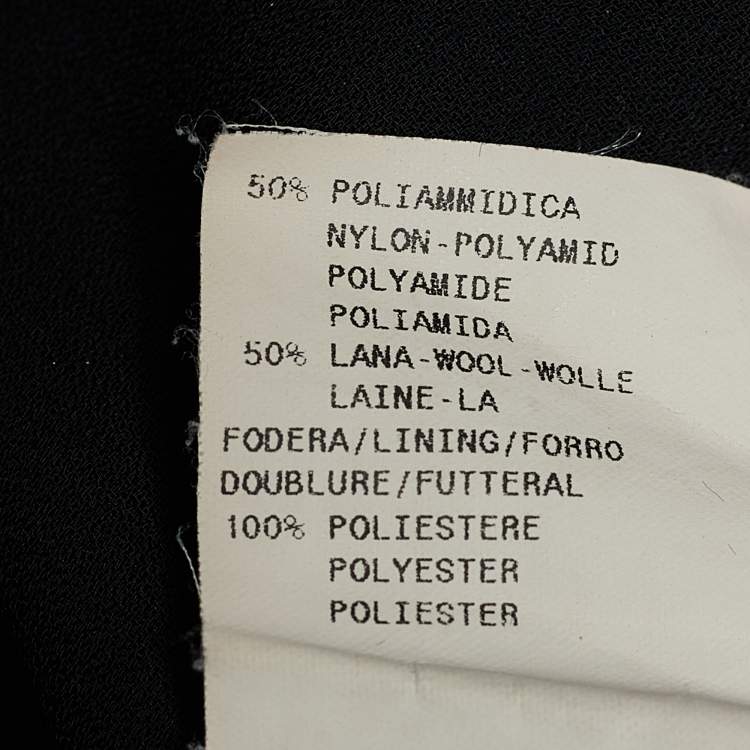 50% POLIAMMIDICA
NYLON-POLYAMID
POLYAMIDE
POLIAMIDA
50% LANA-WOOL-WOLLE
LAINE-LA
FODERA/LINING/FORRO
DOUBLURE/FUTTERAL
100% POLIESTERE
POLYESTER
POLIESTER